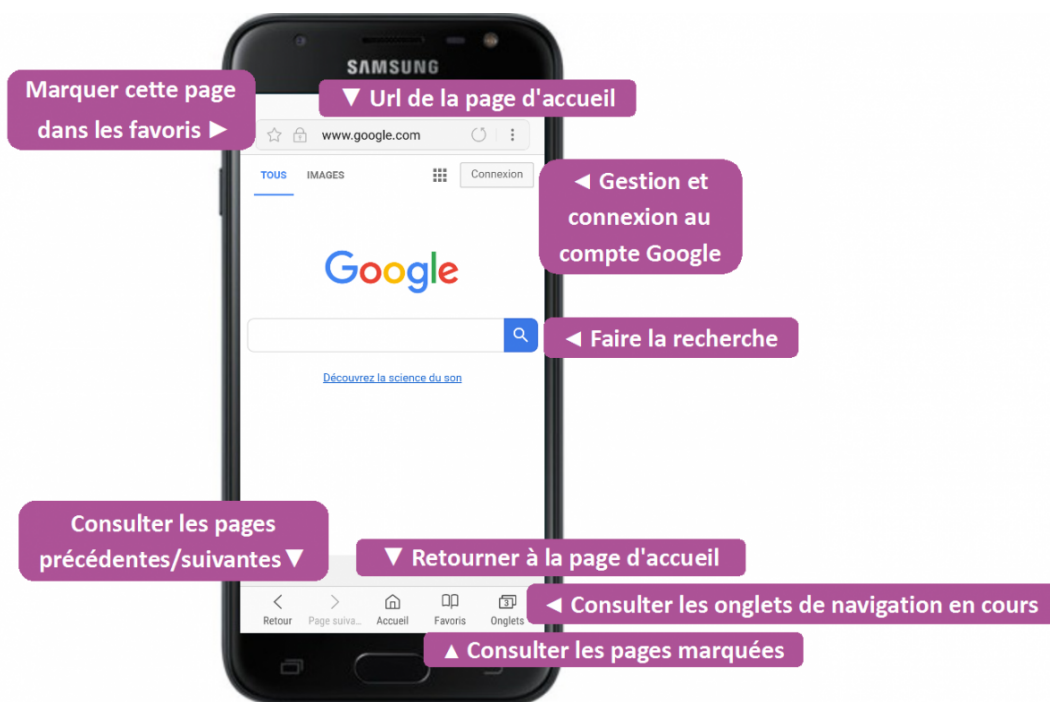 SAMSUNG
Marquer cette page
dans les favoris ►
▼ Url de la page d'accueil
www.google.com
TOUS IMAGES Connexion
◄ Gestion et
connexion au
compte Google
Google
◄ Faire la recherche
Découvrez la science du son
Consulter les pages
précédentes/suivantes▼
▼ Retourner à la page d'accueil
3
Retour Page suiva... Accueil Favoris Onglets
◄ Consulter les onglets de navigation en cours
▲ Consulter les pages marquées